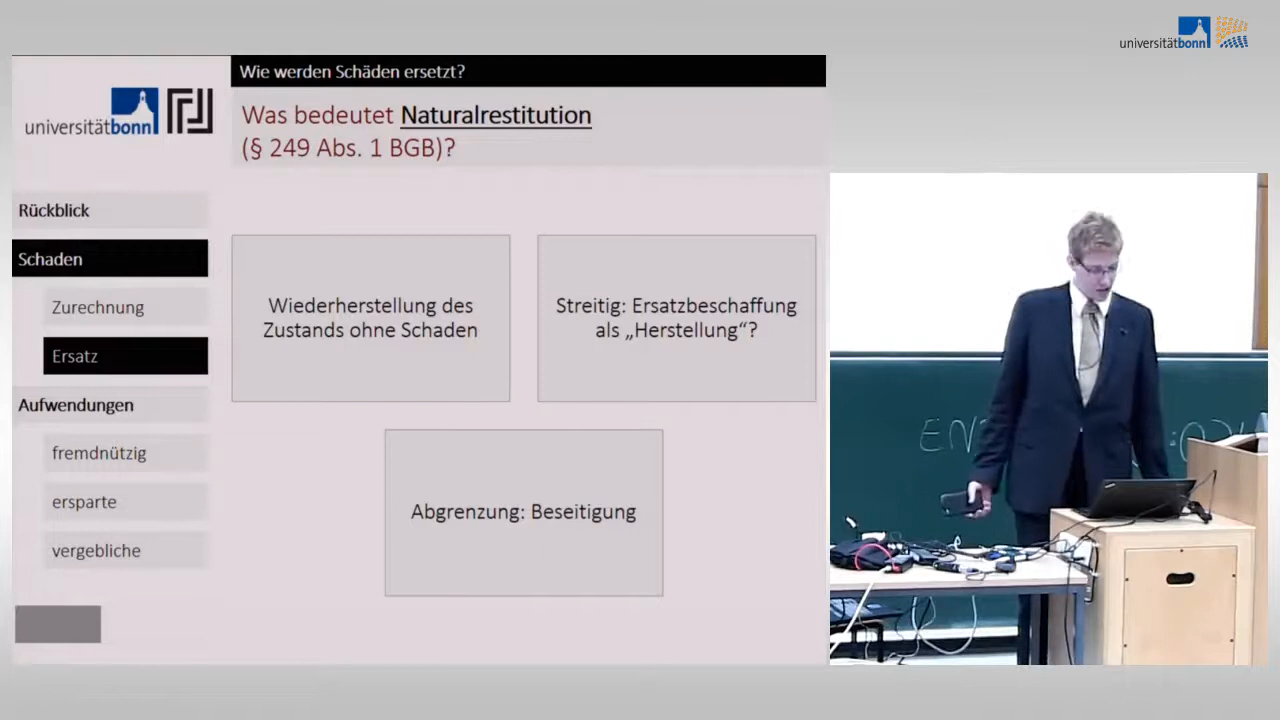 universitätbonn
Wie werden Schäden ersetzt?
universitätbonn
Was bedeutet Naturalrestitution
(§ 249 Abs. 1 BGB)?
Rückblick
Schaden
Zurechnung
Ersatz
Aufwendungen
fremdnützig
ersparte
vergebliche
Wiederherstellung des
Zustands ohne Schaden
Streitig: Ersatzbeschaffung
als „Herstellung“?
Abgrenzung: Beseitigung